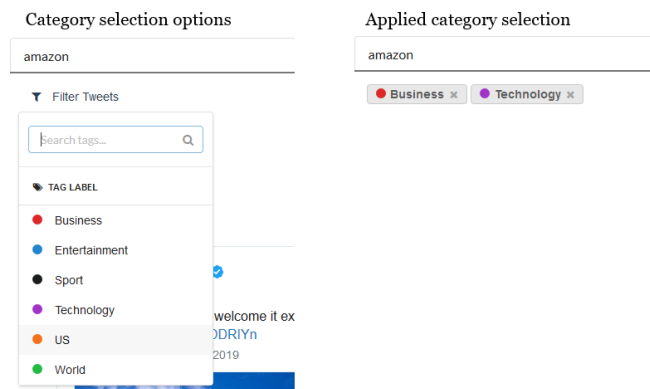 Category selection options
amazon
Filter Tweets
Search tags...
TAG LABEL
Business
Entertainment
Sport
Technology
US
World
welcome it ex
DDRIYn
2019
Applied category selection
amazon
Business × Technology ×